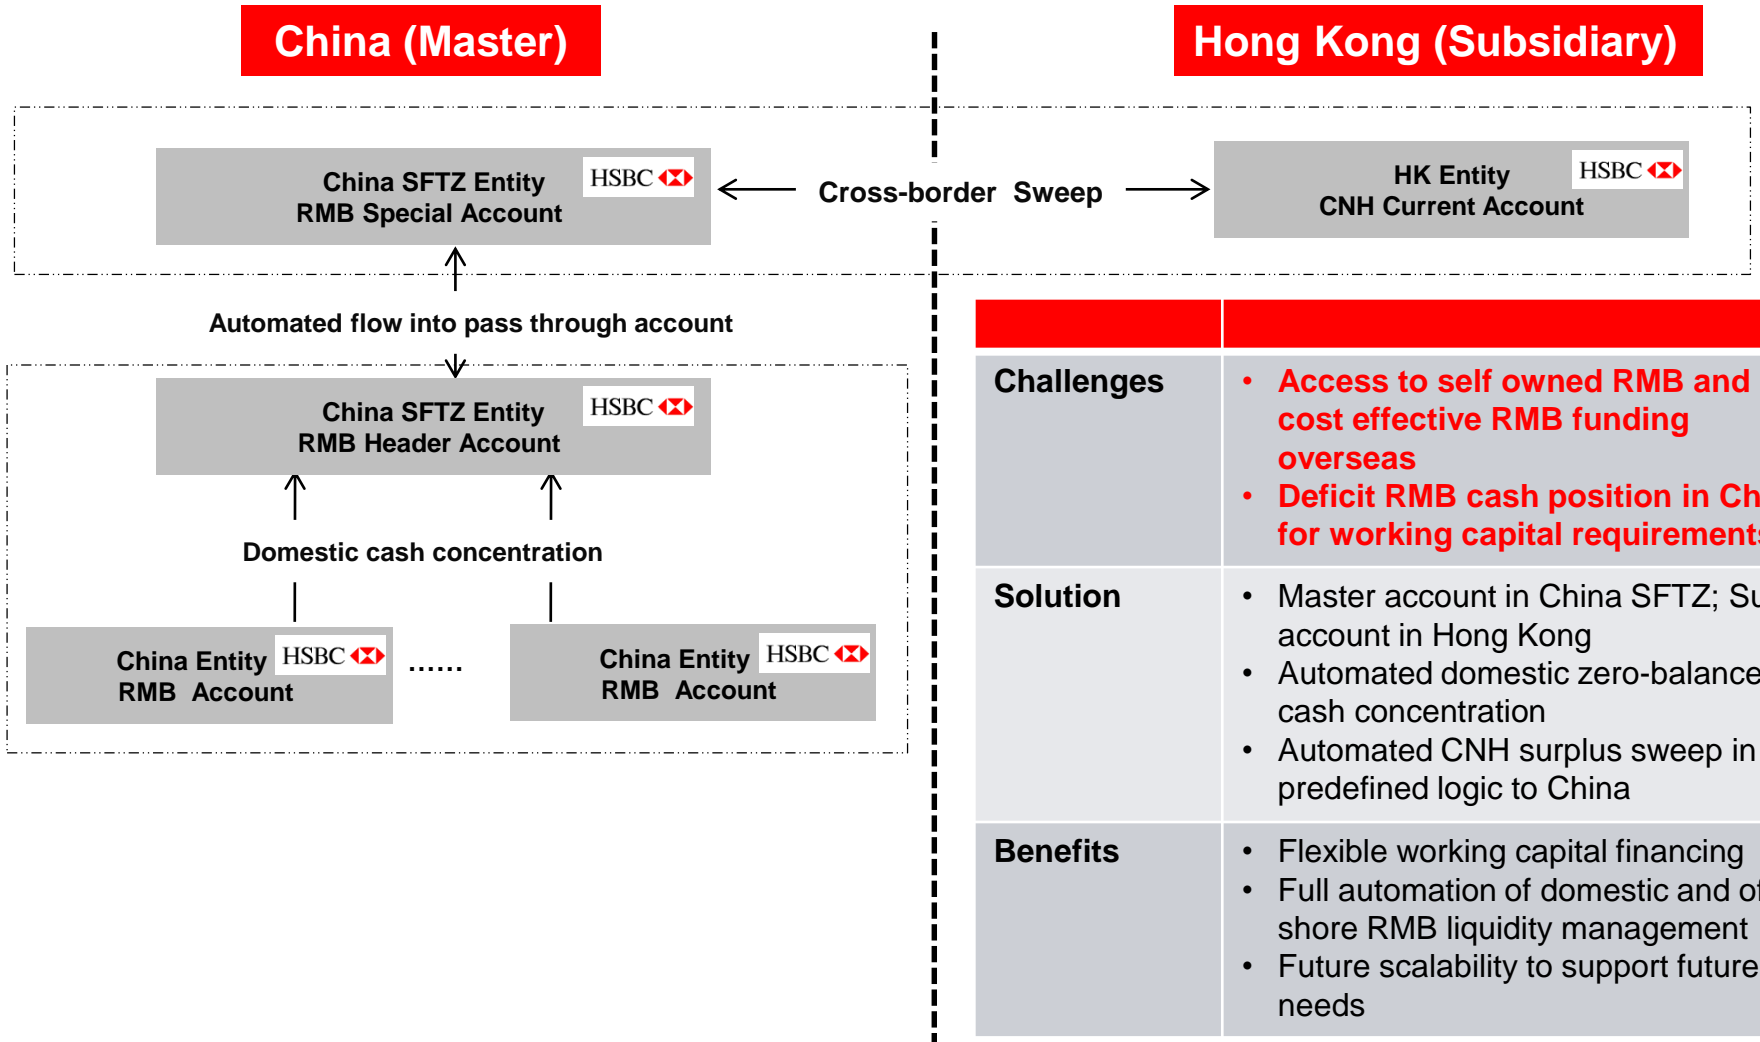 China (Master)
Hong Kong (Subsidiary)
China SFTZ Entity
RMB Special Account
HSBC
Cross-border Sweep
HK Entity
CNH Current Account
HSBC
Automated flow into pass through account
China SFTZ Entity
RMB Header Account
HSBC
Domestic cash concentration
China Entity
RMB Account
HSBC
......
China Entity
RMB Account
HSBC
Challenges
• Access to self owned RMB and
cost effective RMB funding
overseas
• Deficit RMB cash position in Ch
for working capital requirements
Solution
• Master account in China SFTZ; Su
account in Hong Kong
• Automated domestic zero-balance
cash concentration
• Automated CNH surplus sweep in
predefined logic to China
Benefits
• Flexible working capital financing
• Full automation of domestic and of
shore RMB liquidity management
• Future scalability to support future
needs